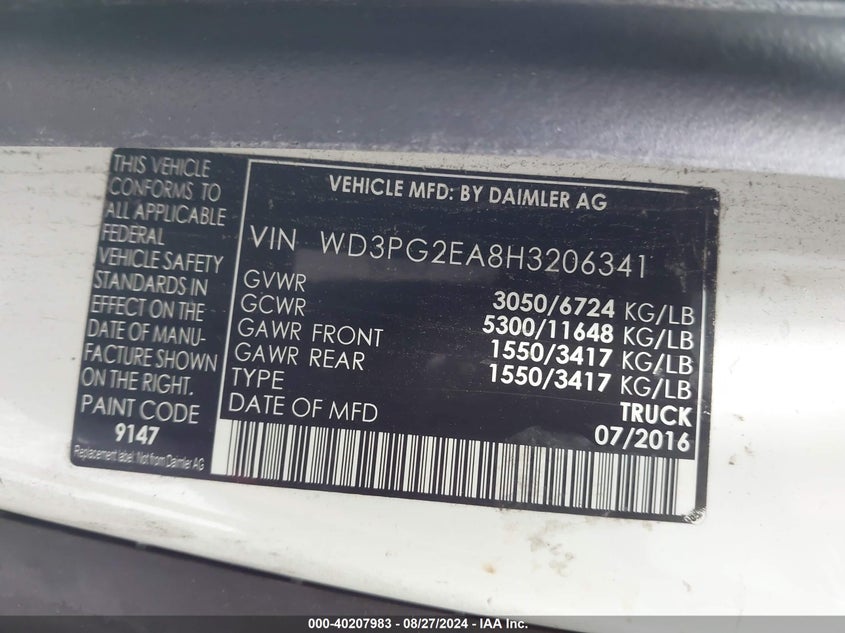 THIS VEHICLE
CONFORMS TO
ALL APPLICABLE
FEDERAL
VEHICLE SAFETY
STANDARDS IN
EFFECT ON THE
DATE OF MANU-
FACTURE SHOWN
ON THE RIGHT.
PAINT CODE
9147
Replacement label. Not from Daimler AG
VEHICLE MFD: BY DAIMLER AG
VIN WD3PG2EA8H3206341
GVWR 3050/6724 KG/LB
GCWR 5300/11648 KG/LB
GAWR FRONT 1550/3417 KG/LB
GAWR REAR 1550/3417 KG/LB
TYPE TRUCK
DATE OF MFD 07/2016
000-40207983 - 08/27/2024 - IAA Inc.